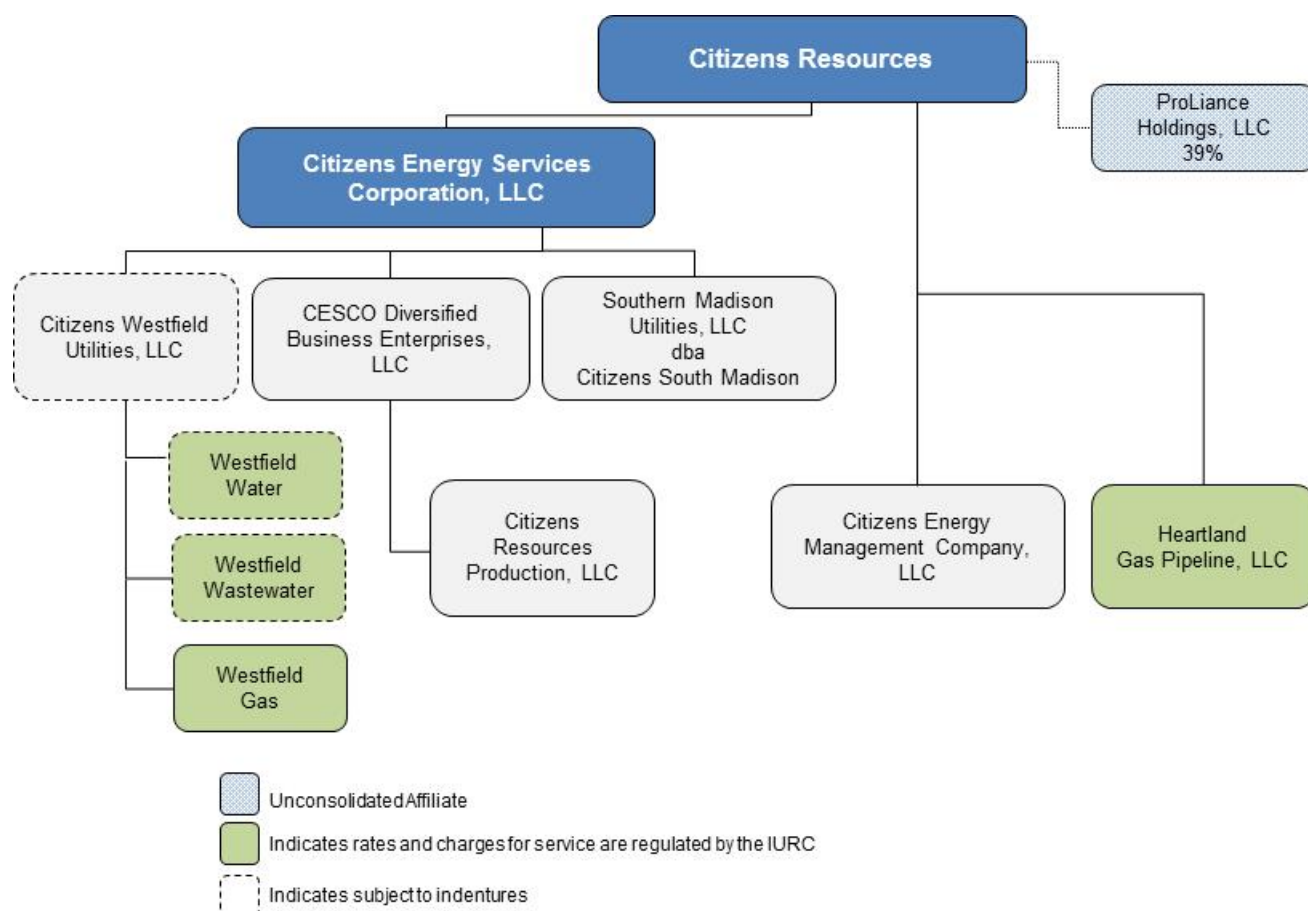 Citizens Resources
ProLiance
Holdings, LLC
39%
Citizens Energy Services
Corporation, LLC
Citizens Westfield
Utilities, LLC
CESCO Diversified
Business Enterprises,
LLC
Southern Madison
Utilities, LLC
dba
Citizens South Madison
Westfield
Water
Westfield
Wastewater
Westfield
Gas
Citizens
Resources
Production, LLC
Citizens Energy
Management Company,
LLC
Heartland
Gas Pipeline, LLC
Unconsolidated Affiliate
Indicates rates and charges for service are regulated by the IURC
Indicates subject to indentures